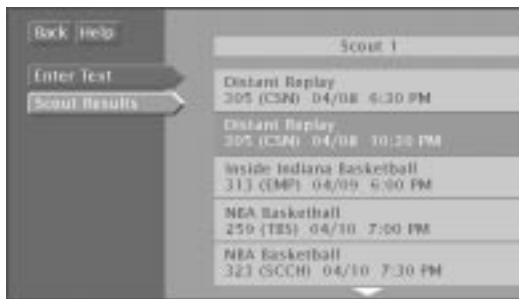 Back Help
Scout 1
Enter Text
Scout Results
Distant Replay
305 (CSN) 04/08 6:30 PM
Distant Replay
305 (CSN) 04/08 10:30 PM
Inside Indiana Basketball
313 (EMP) 04/09 6:00 PM
NBA Basketball
259 (TBS) 04/10 7:00 PM
NBA Basketball
323 (SCCH) 04/10 7:30 PM